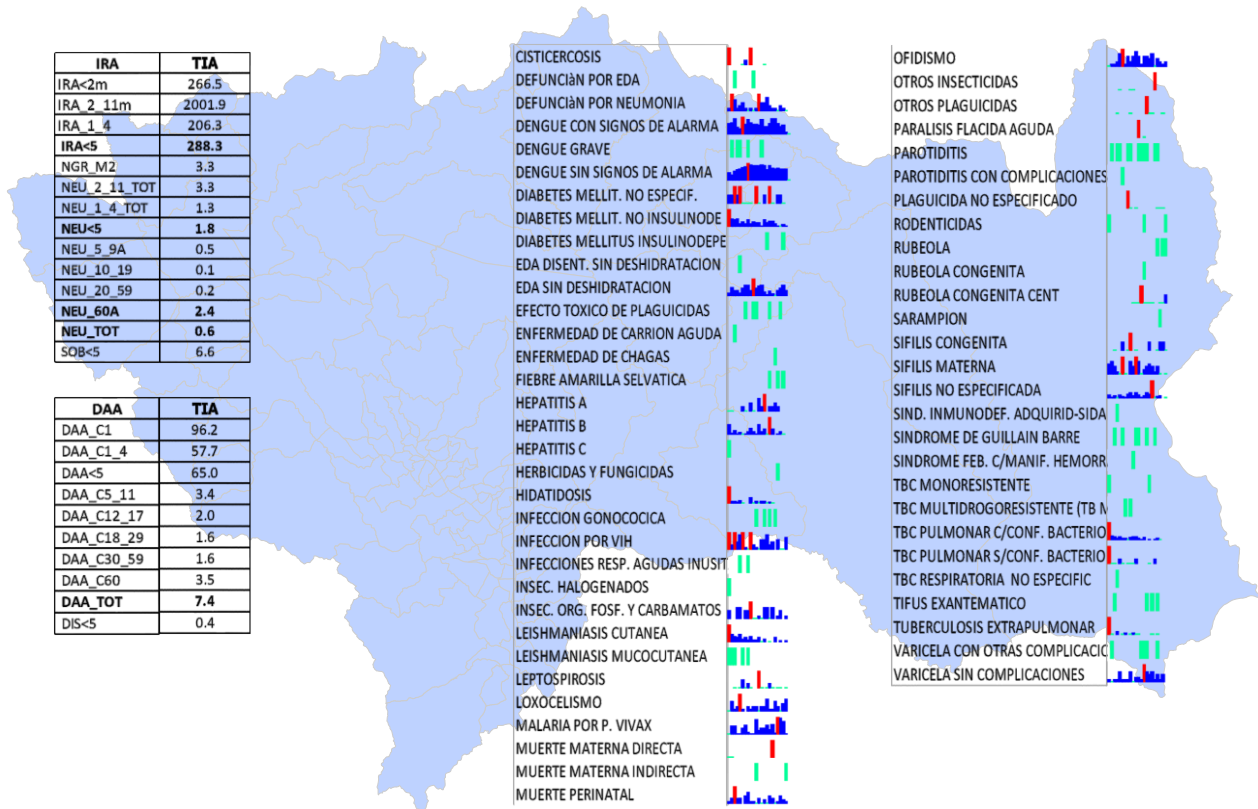 IRA TIA
IRA<2m 266.5
IRA_2_11m 2001.9
IRA_1_4 206.3
IRA<5 288.3
NGR_M2 3.3
NEU_2_11_TOT 3.3
NEU_1_4_TOT 1.3
NEU<5 1.8
NEU_5_9A 0.5
NEU_10_19 0.1
NEU_20_59 0.2
NEU_60A 2.4
NEU_TOT 0.6
SOB<5 6.6
DAA TIA
DAA_C1 96.2
DAA_C1_4 57.7
DAA<5 65.0
DAA_C5_11 3.4
DAA_C12_17 2.0
DAA_C18_29 1.6
DAA_C30_59 1.6
DAA_C60 3.5
DAA_TOT 7.4
DIS<5 0.4
CISTICERCOSIS
DEFUNCIàN POR EDA
DEFUNCIàN POR NEUMONIA
DENGUE CON SIGNOS DE ALARMA
DENGUE GRAVE
DENGUE SIN SIGNOS DE ALARMA
DIABETES MELLIT. NO ESPECIF.
DIABETES MELLIT. NO INSULINODE
DIABETES MELLITUS INSULINODEPE
EDA DISENT. SIN DESHIDRATACION
EDA SIN DESHIDRATACION
EFECTO TOXICO DE PLAGUICIDAS
ENFERMEDAD DE CARRION AGUDA
ENFERMEDAD DE CHAGAS
FIEBRE AMARILLA SELVATICA
HEPATITIS A
HEPATITIS B
HEPATITIS C
HERBICIDAS Y FUNGICIDAS
HIDATIDOSIS
INFECCION GONOCOCICA
INFECCION POR VIH
INFECCIONES RESP. AGUDAS INUSIT
INSEC. HALOGENADOS
INSEC. ORG. FOSF. Y CARBAMATOS
LEISHMANIASIS CUTANEA
LEISHMANIASIS MUCOCUTANEA
LEPTOSPIROSIS
LOXOCELISMO
MALARIA POR P. VIVAX
MUERTE MATERNA DIRECTA
MUERTE MATERNA INDIRECTA
MUERTE PERINATAL
OFIDISMO
OTROS INSECTICIDAS
OTROS PLAGUICIDAS
PARALISIS FLACIDA AGUDA
PAROTIDITIS
PAROTIDITIS CON COMPLICACIONES
PLAGUICIDA NO ESPECIFICADO
RODENTICIDAS
RUBEOLA
RUBEOLA CONGENITA
RUBEOLA CONGENITA CENT
SARAMPION
SIFILIS CONGENITA
SIFILIS MATERNA
SIFILIS NO ESPECIFICADA
SIND. INMUNODEF. ADQUIRID-SIDA
SINDROME DE GUILLAIN BARRE
SINDROME FEB. C/MANIF. HEMORR
TBC MONORESISTENTE
TBC MULTIDROGORESISTENTE (TB M
TBC PULMONAR C/CONF. BACTERIO
TBC PULMONAR S/CONF. BACTERIO
TBC RESPIRATORIA NO ESPECIFIC
TIFUS EXANTEMATICO
TUBERCULOSIS EXTRAPULMONAR
VARICELA CON OTRAS COMPLICACIC
VARICELA SIN COMPLICACIONES